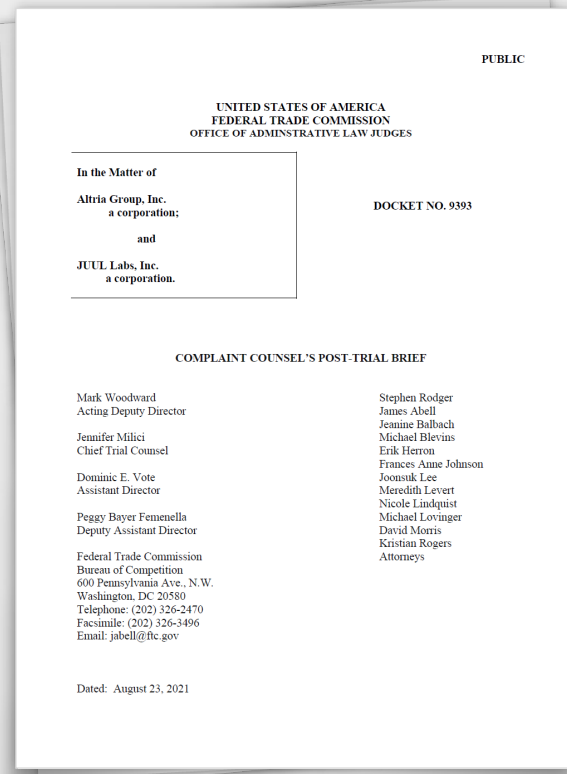 PUBLIC
UNITED STATES OF AMERICA
FEDERAL TRADE COMMISSION
OFFICE OF ADMINSTRATIVE LAW JUDGES
In the Matter of
Altria Group, Inc.
a corporation;
and
JUUL Labs, Inc.
a corporation.
DOCKET NO. 9393
COMPLAINT COUNSEL'S POST-TRIAL BRIEF
Mark Woodward
Acting Deputy Director
Jennifer Milici
Chief Trial Counsel
Dominic E. Vote
Assistant Director
Peggy Bayer Femenella
Deputy Assistant Director
Federal Trade Commission
Bureau of Competition
600 Pennsylvania Ave., N.W.
Washington, DC 20580
Telephone: (202) 326-2470
Facsimile: (202) 326-3496
Email: jabell@ftc.gov
Stephen Rodger
James Abell
Jeanine Balbach
Michael Blevins
Erik Herron
Frances Anne Johnson
Joonsuk Lee
Meredith Levert
Nicole Lindquist
Michael Lovinger
David Morris
Kristian Rogers
Attorneys
Dated: August 23, 2021